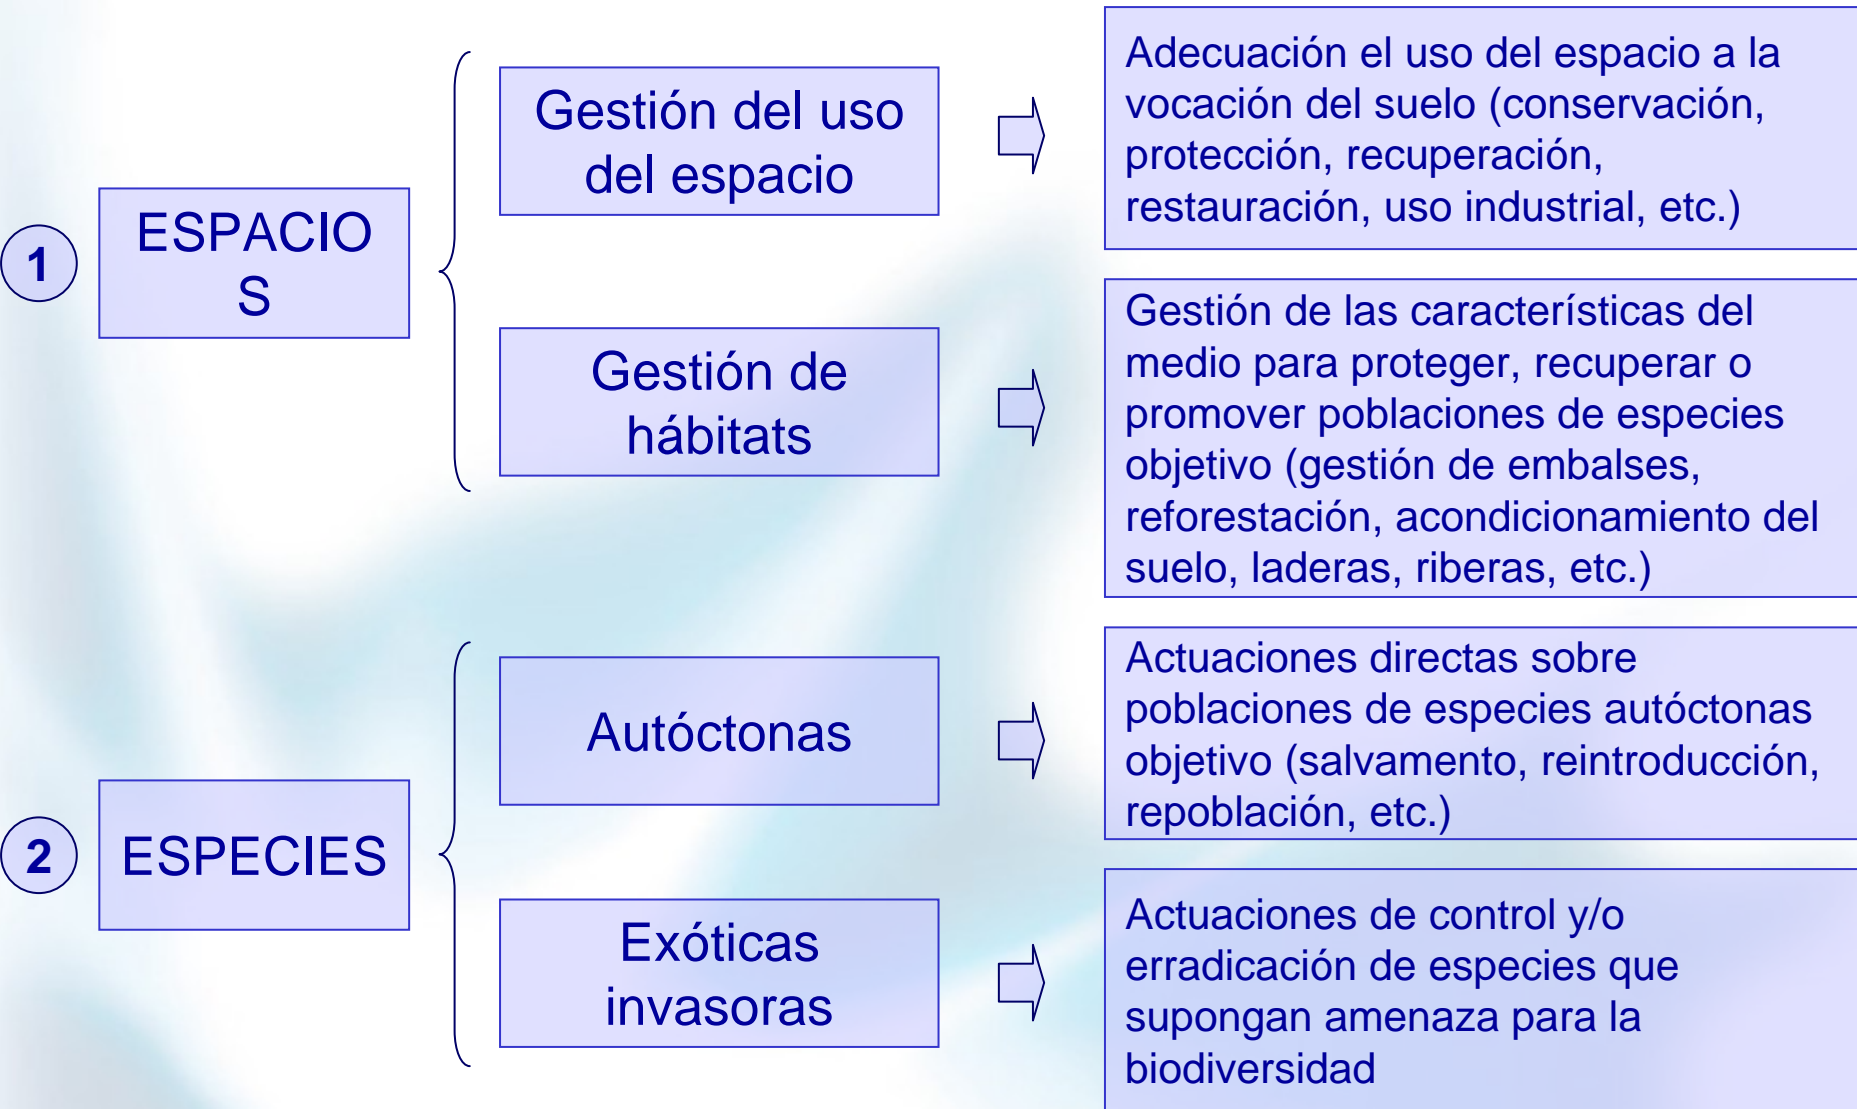 1
ESPACIO
S
Gestión del uso
del espacio
Adecuación el uso del espacio a la
vocación del suelo (conservación,
protección, recuperación,
restauración, uso industrial, etc.)
Gestión de
hábitats
Gestión de las características del
medio para proteger, recuperar o
promover poblaciones de especies
objetivo (gestión de embalses,
reforestación, acondicionamiento del
suelo, laderas, riberas, etc.)
2
ESPECIES
Autóctonas
Actuaciones directas sobre
poblaciones de especies autóctonas
objetivo (salvamento, reintroducción,
repoblación, etc.)
Exóticas
invasoras
Actuaciones de control y/o
erradicación de especies que
supongan amenaza para la
biodiversidad